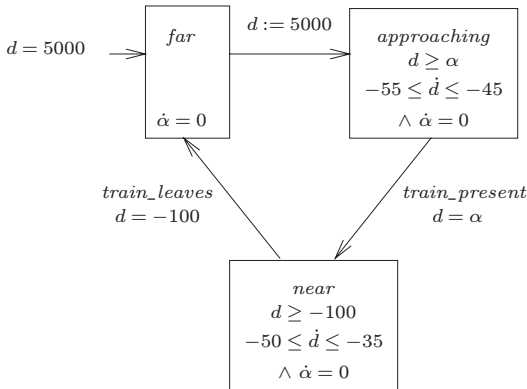 d = 5000
far
α̇ = 0
d := 5000
approaching
d ≥ α
−55 ≤ ḋ ≤ −45
∧ α̇ = 0
train_leaves
d = −100
train_present
d = α
near
d ≥ −100
−50 ≤ ḋ ≤ −35
∧ α̇ = 0